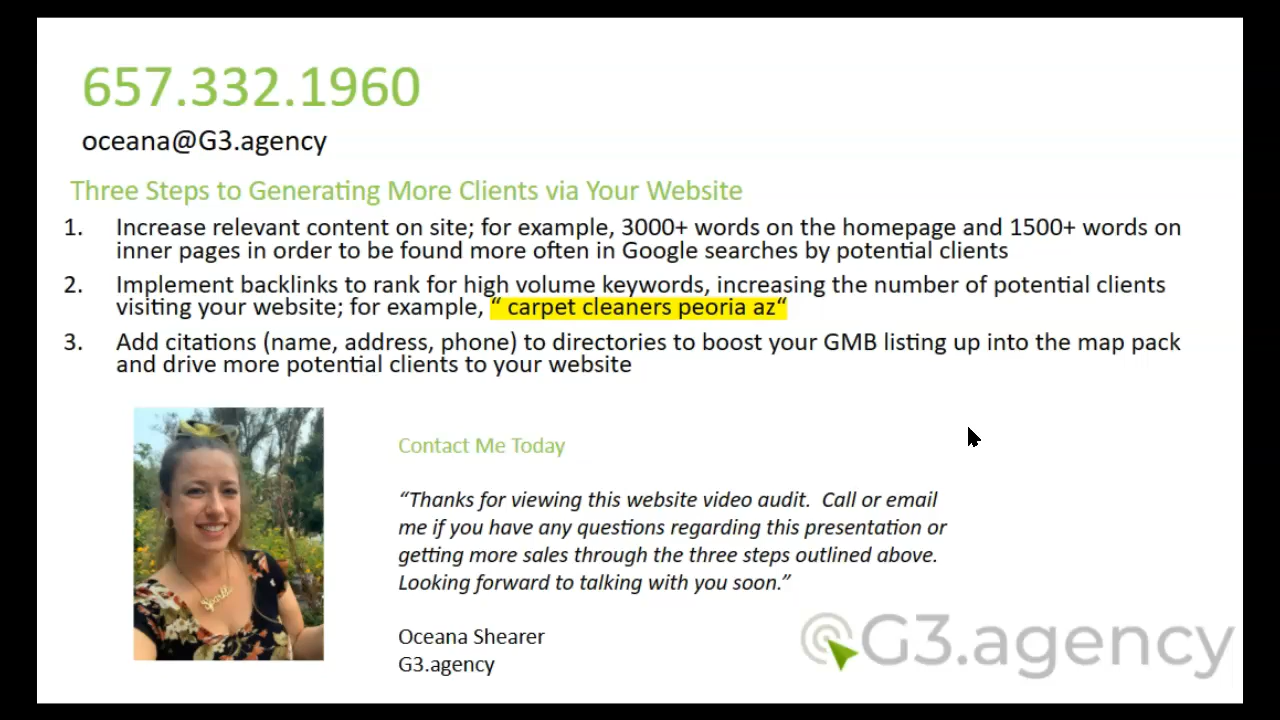 657.332.1960
oceana@G3.agency
Three Steps to Generating More Clients via Your Website
1. Increase relevant content on site; for example, 3000+ words on the homepage and 1500+ words on
inner pages in order to be found more often in Google searches by potential clients
2. Implement backlinks to rank for high volume keywords, increasing the number of potential clients
visiting your website; for example, “ carpet cleaners peoria az“
3. Add citations (name, address, phone) to directories to boost your GMB listing up into the map pack
and drive more potential clients to your website
Contact Me Today
“Thanks for viewing this website video audit.  Call or email
me if you have any questions regarding this presentation or
getting more sales through the three steps outlined above.
Looking forward to talking with you soon.”
Sparkle
Oceana Shearer
G3.agency
G3.agency